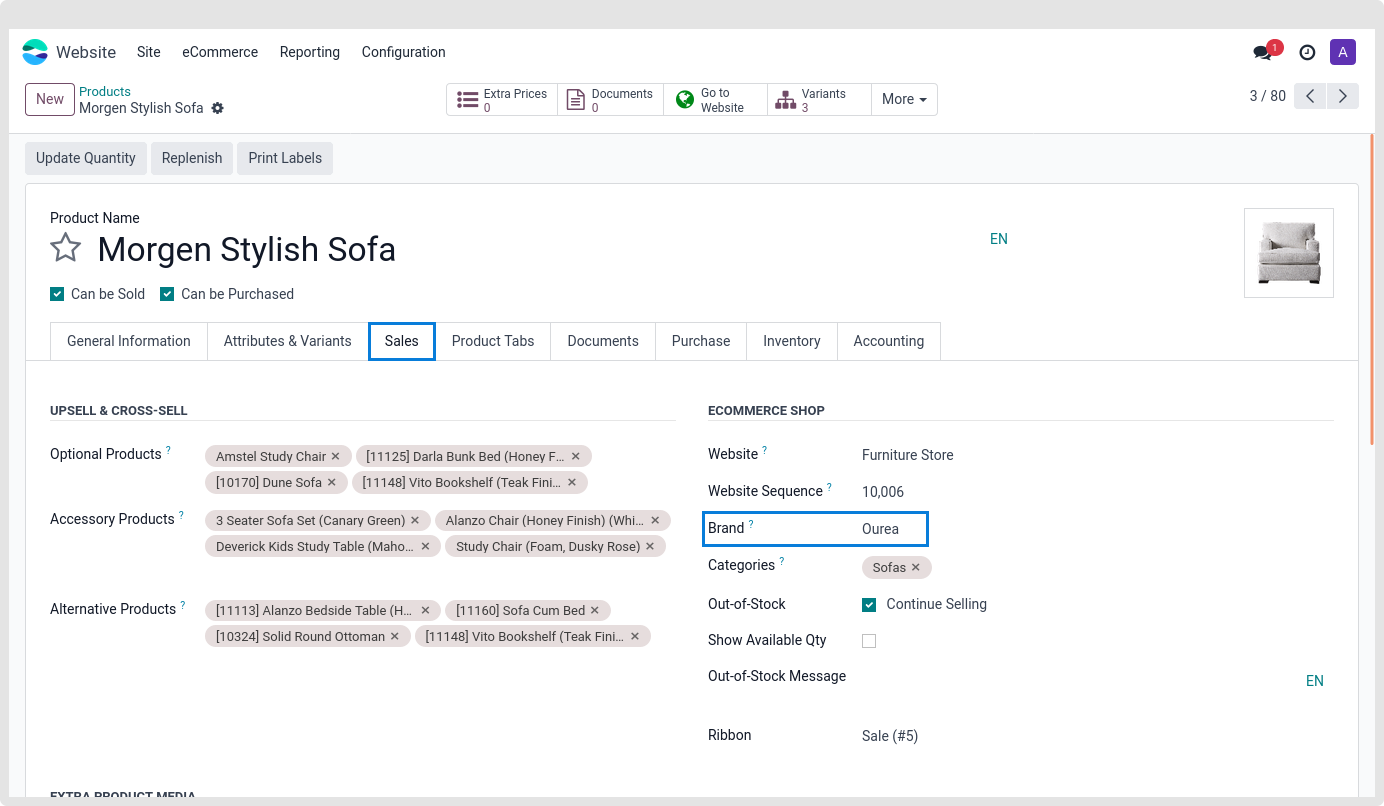 Website Site eCommerce Reporting Configuration 1 A
New Products Morgen Stylish Sofa
Extra Prices 0 Documents 0 Go to Website Variants 3 More
3 / 80
Update Quantity Replenish Print Labels
Product Name
Morgen Stylish Sofa EN
Can be Sold Can be Purchased
General Information Attributes & Variants Sales Product Tabs Documents Purchase Inventory Accounting
UPSELL & CROSS-SELL
Optional Products ? Amstel Study Chair × [11125] Darla Bunk Bed (Honey F... ×
[10170] Dune Sofa × [11148] Vito Bookshelf (Teak Fini... ×
Accessory Products ? 3 Seater Sofa Set (Canary Green) × Alanzo Chair (Honey Finish) (Whi... ×
Deverick Kids Study Table (Maho... × Study Chair (Foam, Dusky Rose) ×
Alternative Products ? [11113] Alanzo Bedside Table (H... × [11160] Sofa Cum Bed ×
[10324] Solid Round Ottoman × [11148] Vito Bookshelf (Teak Fini... ×
ECOMMERCE SHOP
Website ? Furniture Store
Website Sequence ? 10,006
Brand ? Ourea
Categories ? Sofas ×
Out-of-Stock Continue Selling
Show Available Qty
Out-of-Stock Message EN
Ribbon Sale (#5)
EXTRA PRODUCT MEDIA